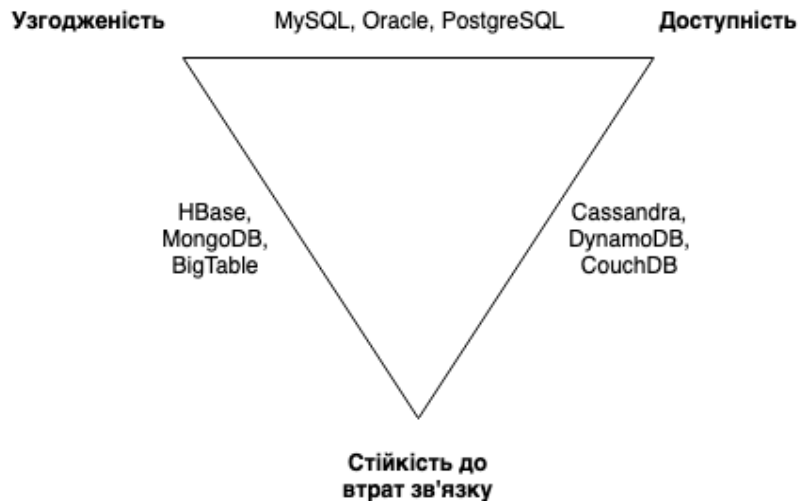 Узгодженість MySQL, Oracle, PostgreSQL Доступність
HBase,
MongoDB,
BigTable
Cassandra,
DynamoDB,
CouchDB
Стійкість до
втрат зв'язку